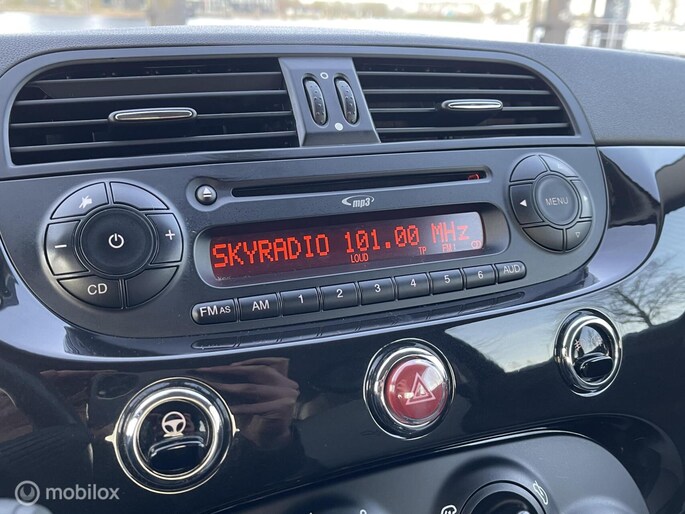 mp3
MENU
SKYRADIO 101.00 MHz
LOUD TP FM1 CD
CD
FM AS AM 1 2 3 4 5 6 AUD
mobilox